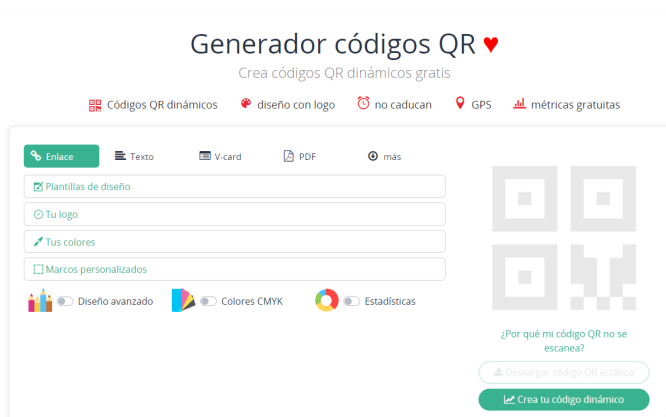 Generador códigos QR ♥
Crea códigos QR dinámicos gratis
Códigos QR dinámicos diseño con logo no caducan GPS métricas gratuitas
Enlace Texto V-card PDF más
Plantillas de diseño
Tu logo
Tus colores
Marcos personalizados
Diseño avanzado Colores CMYK Estadísticas
¿Por qué mi código QR no se
escanea?
Descargar código QR estático
Crea tu código dinámico